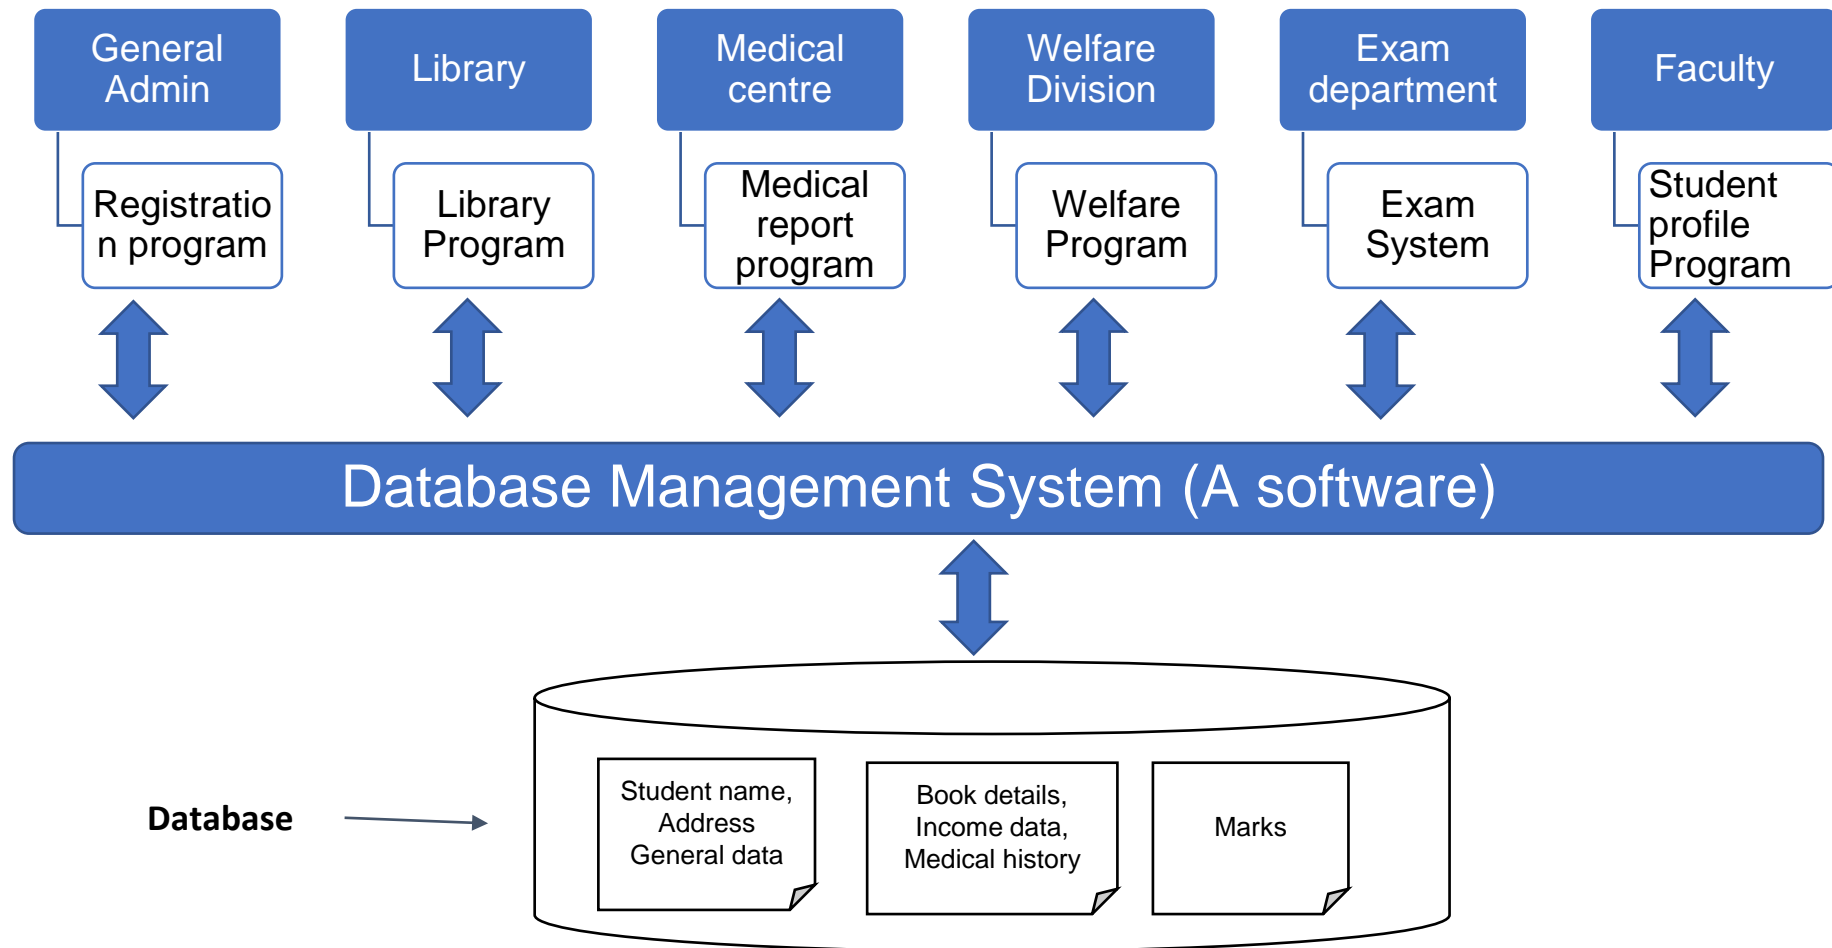 General
Admin
Library
Medical
centre
Welfare
Division
Exam
department
Faculty
Registratio
n program
Library
Program
Medical
report
program
Welfare
Program
Exam
System
Student
profile
Program
Database Management System (A software)
Database
Student name,
Address
General data
Book details,
Income data,
Medical history
Marks